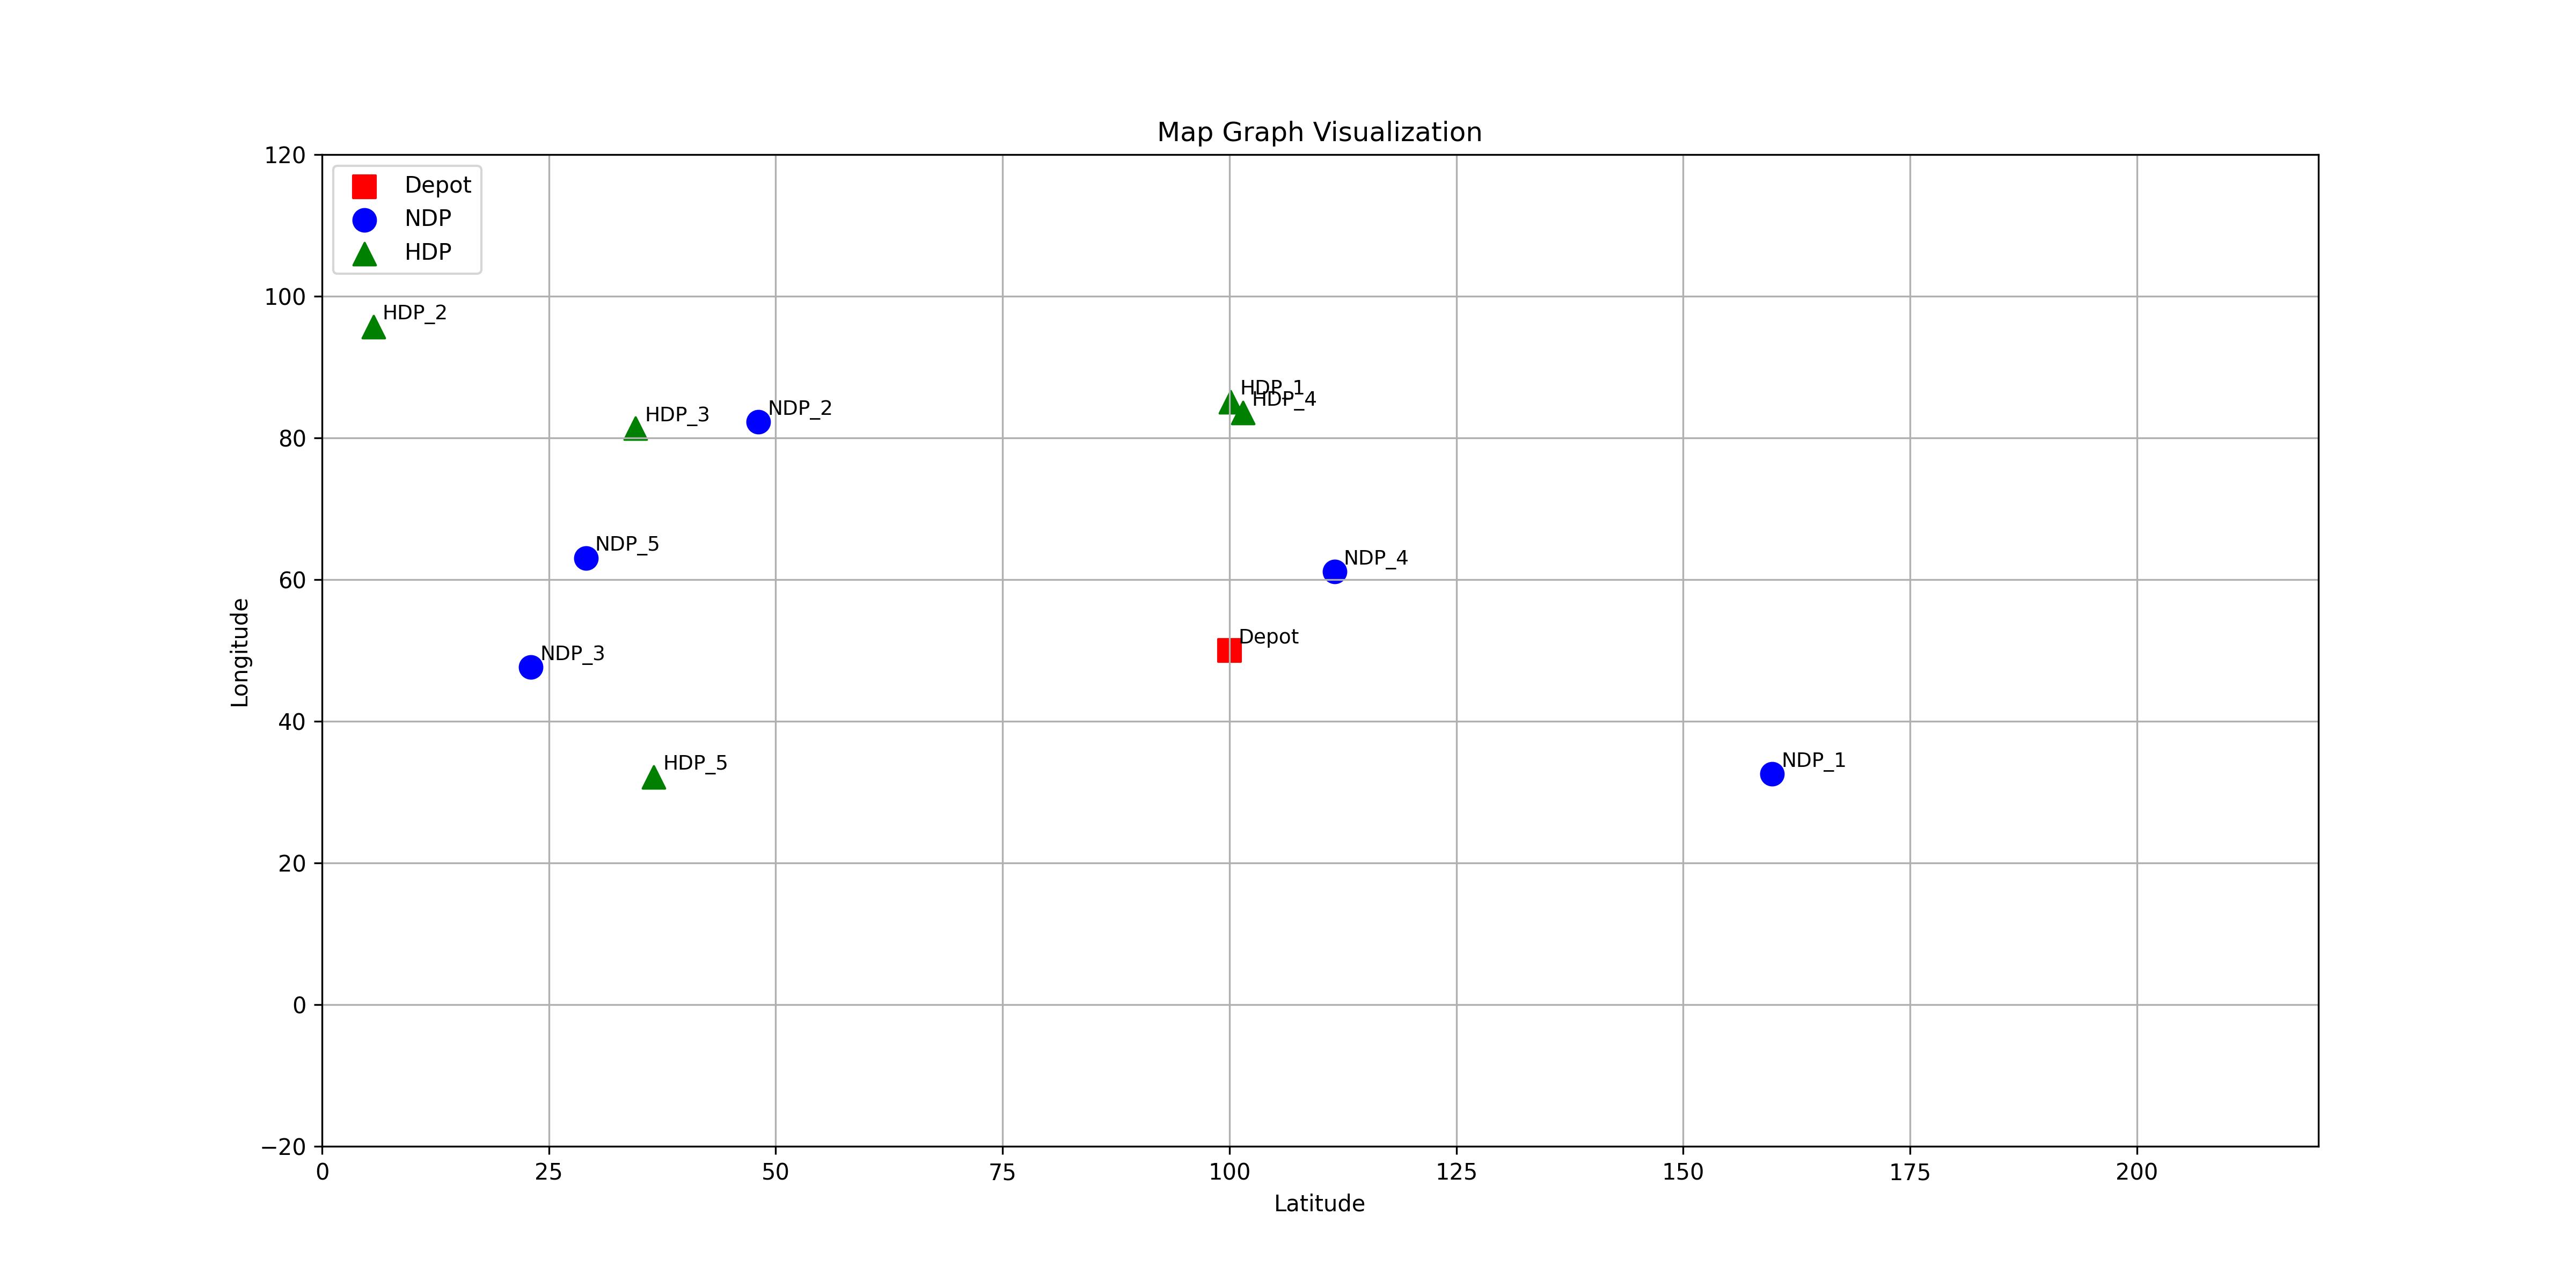 Map Graph Visualization
120
100
80
60
40
20
0
−20
Longitude
Depot
NDP
HDP
HDP_2
HDP_1
HDP_4
HDP_3
NDP_2
NDP_5
NDP_4
Depot
NDP_3
HDP_5
NDP_1
0 25 50 75 100 125 150 175 200
Latitude